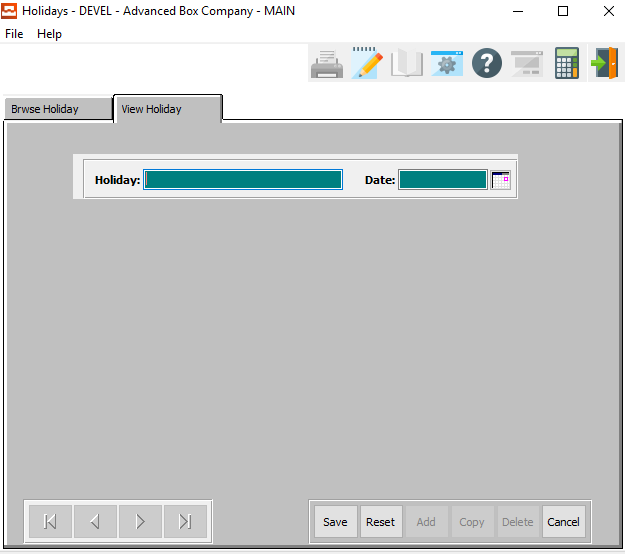 Holidays - DEVEL - Advanced Box Company - MAIN
File Help
Brwse Holiday View Holiday
Holiday: Date:
Save Reset Add Copy Delete Cancel